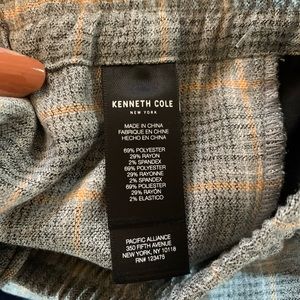 KENNETH COLE
NEW YORK
MADE IN CHINA
FABRIQUE EN CHINE
HECHO EN CHINA
69% POLYESTER
29% RAYON
2% SPANDEX
69% POLYESTER
29% RAYONNE
2% SPANDEX
69% POLIESTER
29% RAYON
2% ELASTICO
PACIFIC ALLIANCE
350 FIFTH AVENUE
NEW YORK, NY 10118
RN# 123475